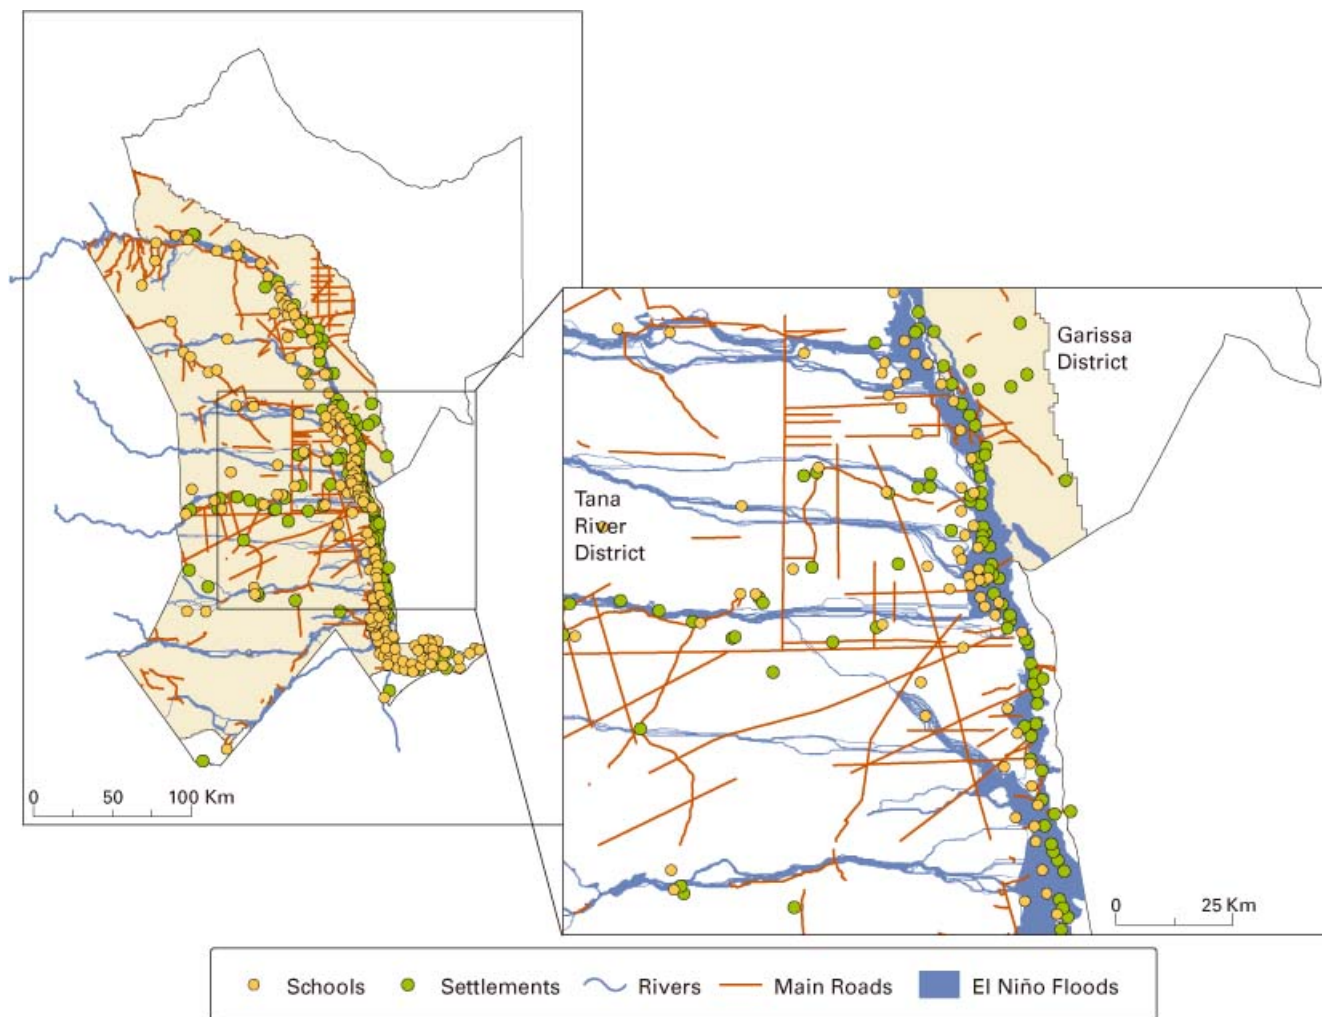 Garissa
District
Tana
River
District
0 50 100 Km
0 25 Km
Schools Settlements Rivers Main Roads El Niño Floods